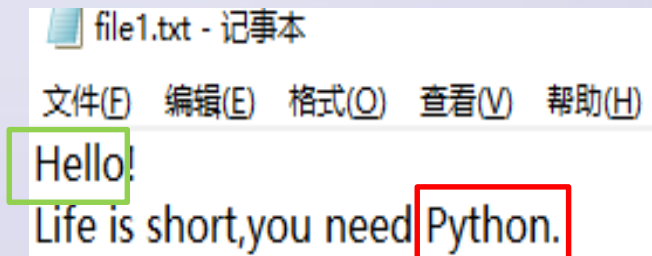 file1.txt - 记事本
文件(F) 编辑(E) 格式(O) 查看(V) 帮助(H)
Hello!
Life is short,you need Python.